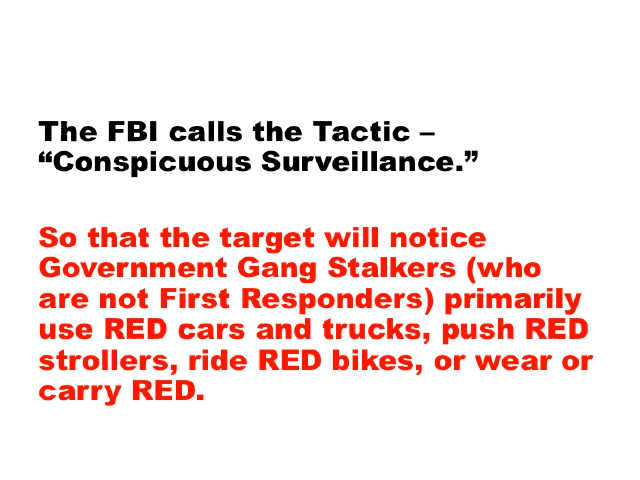 The FBI calls the Tactic –
“Conspicuous Surveillance.”
So that the target will notice
Government Gang Stalkers (who
are not First Responders) primarily
use RED cars and trucks, push RED
strollers, ride RED bikes, or wear or
carry RED.